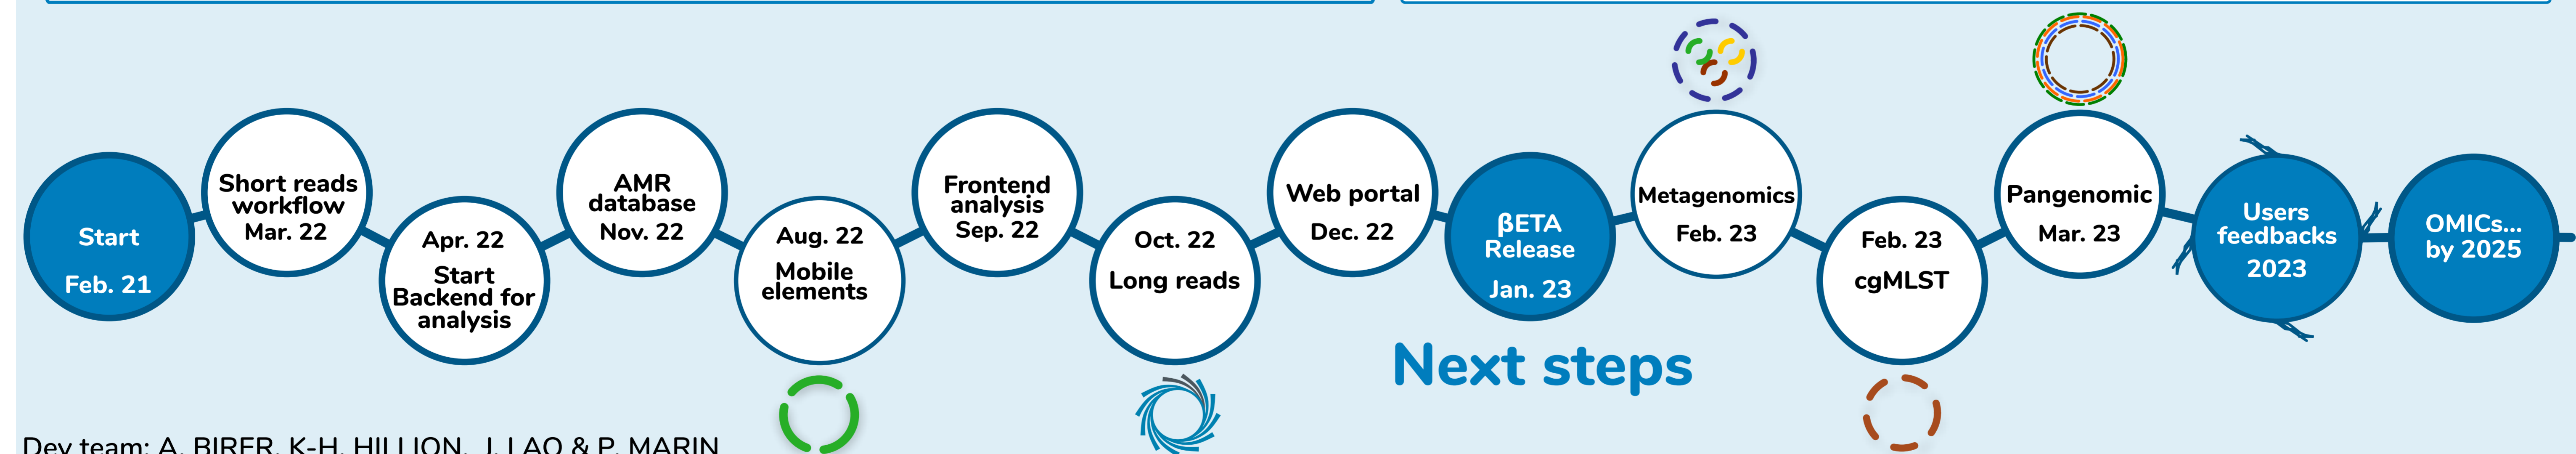 Start
Feb. 21
Short reads
workflow
Mar. 22
Apr. 22
Start
Backend for
analysis
AMR
database
Nov. 22
Aug. 22
Mobile
elements
Frontend
analysis
Sep. 22
Oct. 22
Long reads
Web portal
Dec. 22
βETA
Release
Jan. 23
Next steps
Metagenomics
Feb. 23
Feb. 23
cgMLST
Pangenomic
Mar. 23
Users
feedbacks
2023
OMICs...
by 2025
Dev team: A. BIRER, K-H. HILLION, J. LAO & P. MARIN